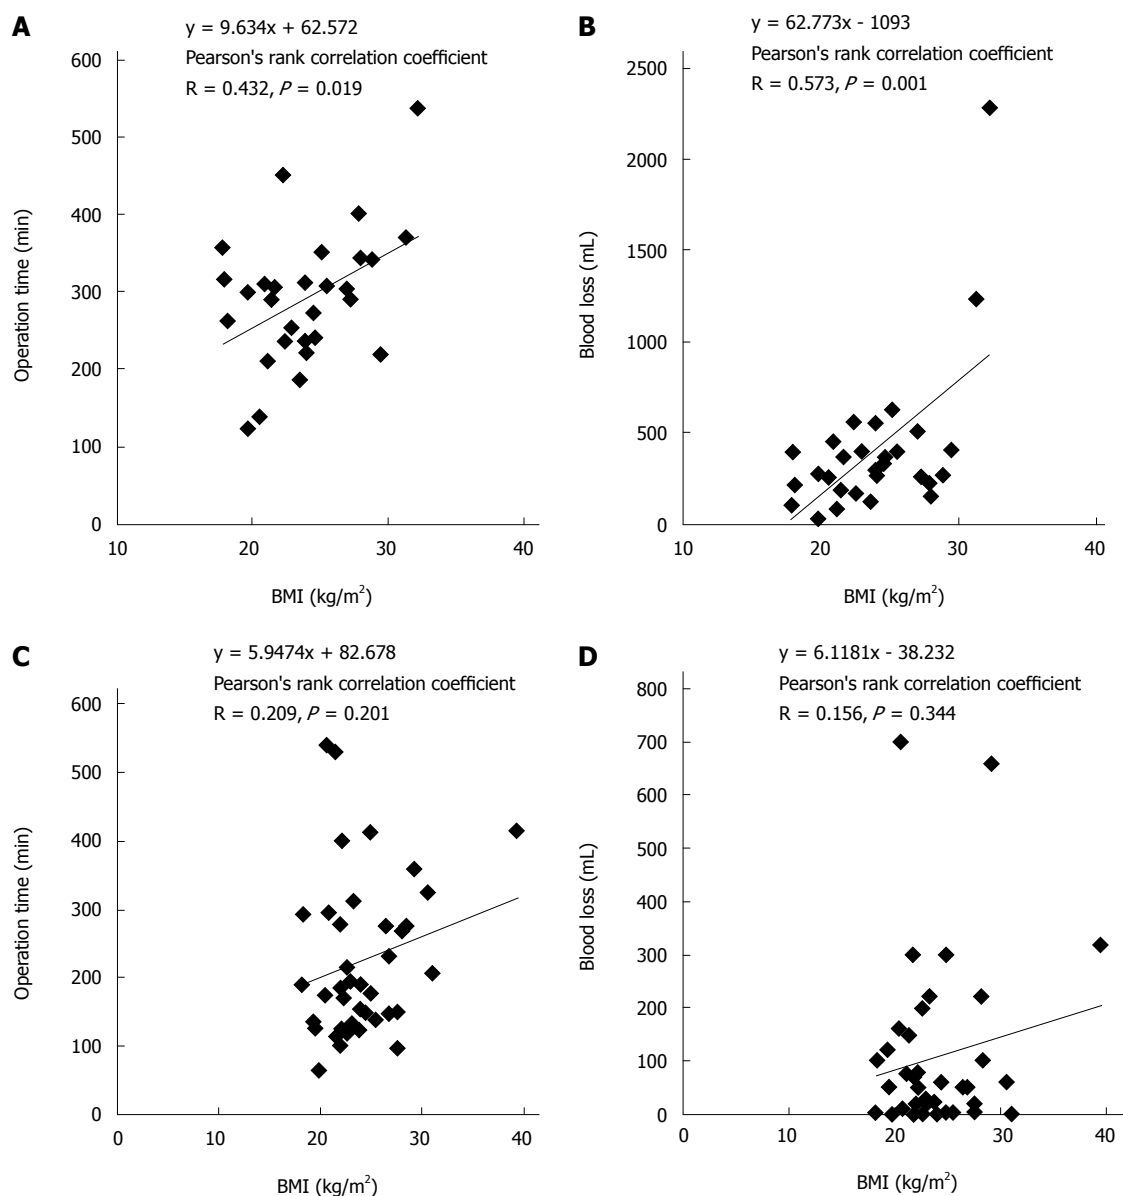 A
y = 9.634x + 62.572
Pearson's rank correlation coefficient
R = 0.432, P = 0.019
600
500
400
300
200
100
0
10
20
30
40
Operation time (min)
BMI (kg/m²)
B
y = 62.773x - 1093
Pearson's rank correlation coefficient
R = 0.573, P = 0.001
2500
2000
1500
1000
500
0
10
20
30
40
Blood loss (mL)
BMI (kg/m²)
C
y = 5.9474x + 82.678
Pearson's rank correlation coefficient
R = 0.209, P = 0.201
600
500
400
300
200
100
0
0
10
20
30
40
Operation time (min)
BMI (kg/m²)
D
y = 6.1181x - 38.232
Pearson's rank correlation coefficient
R = 0.156, P = 0.344
800
700
600
500
400
300
200
100
0
0
10
20
30
40
Blood loss (mL)
BMI (kg/m²)